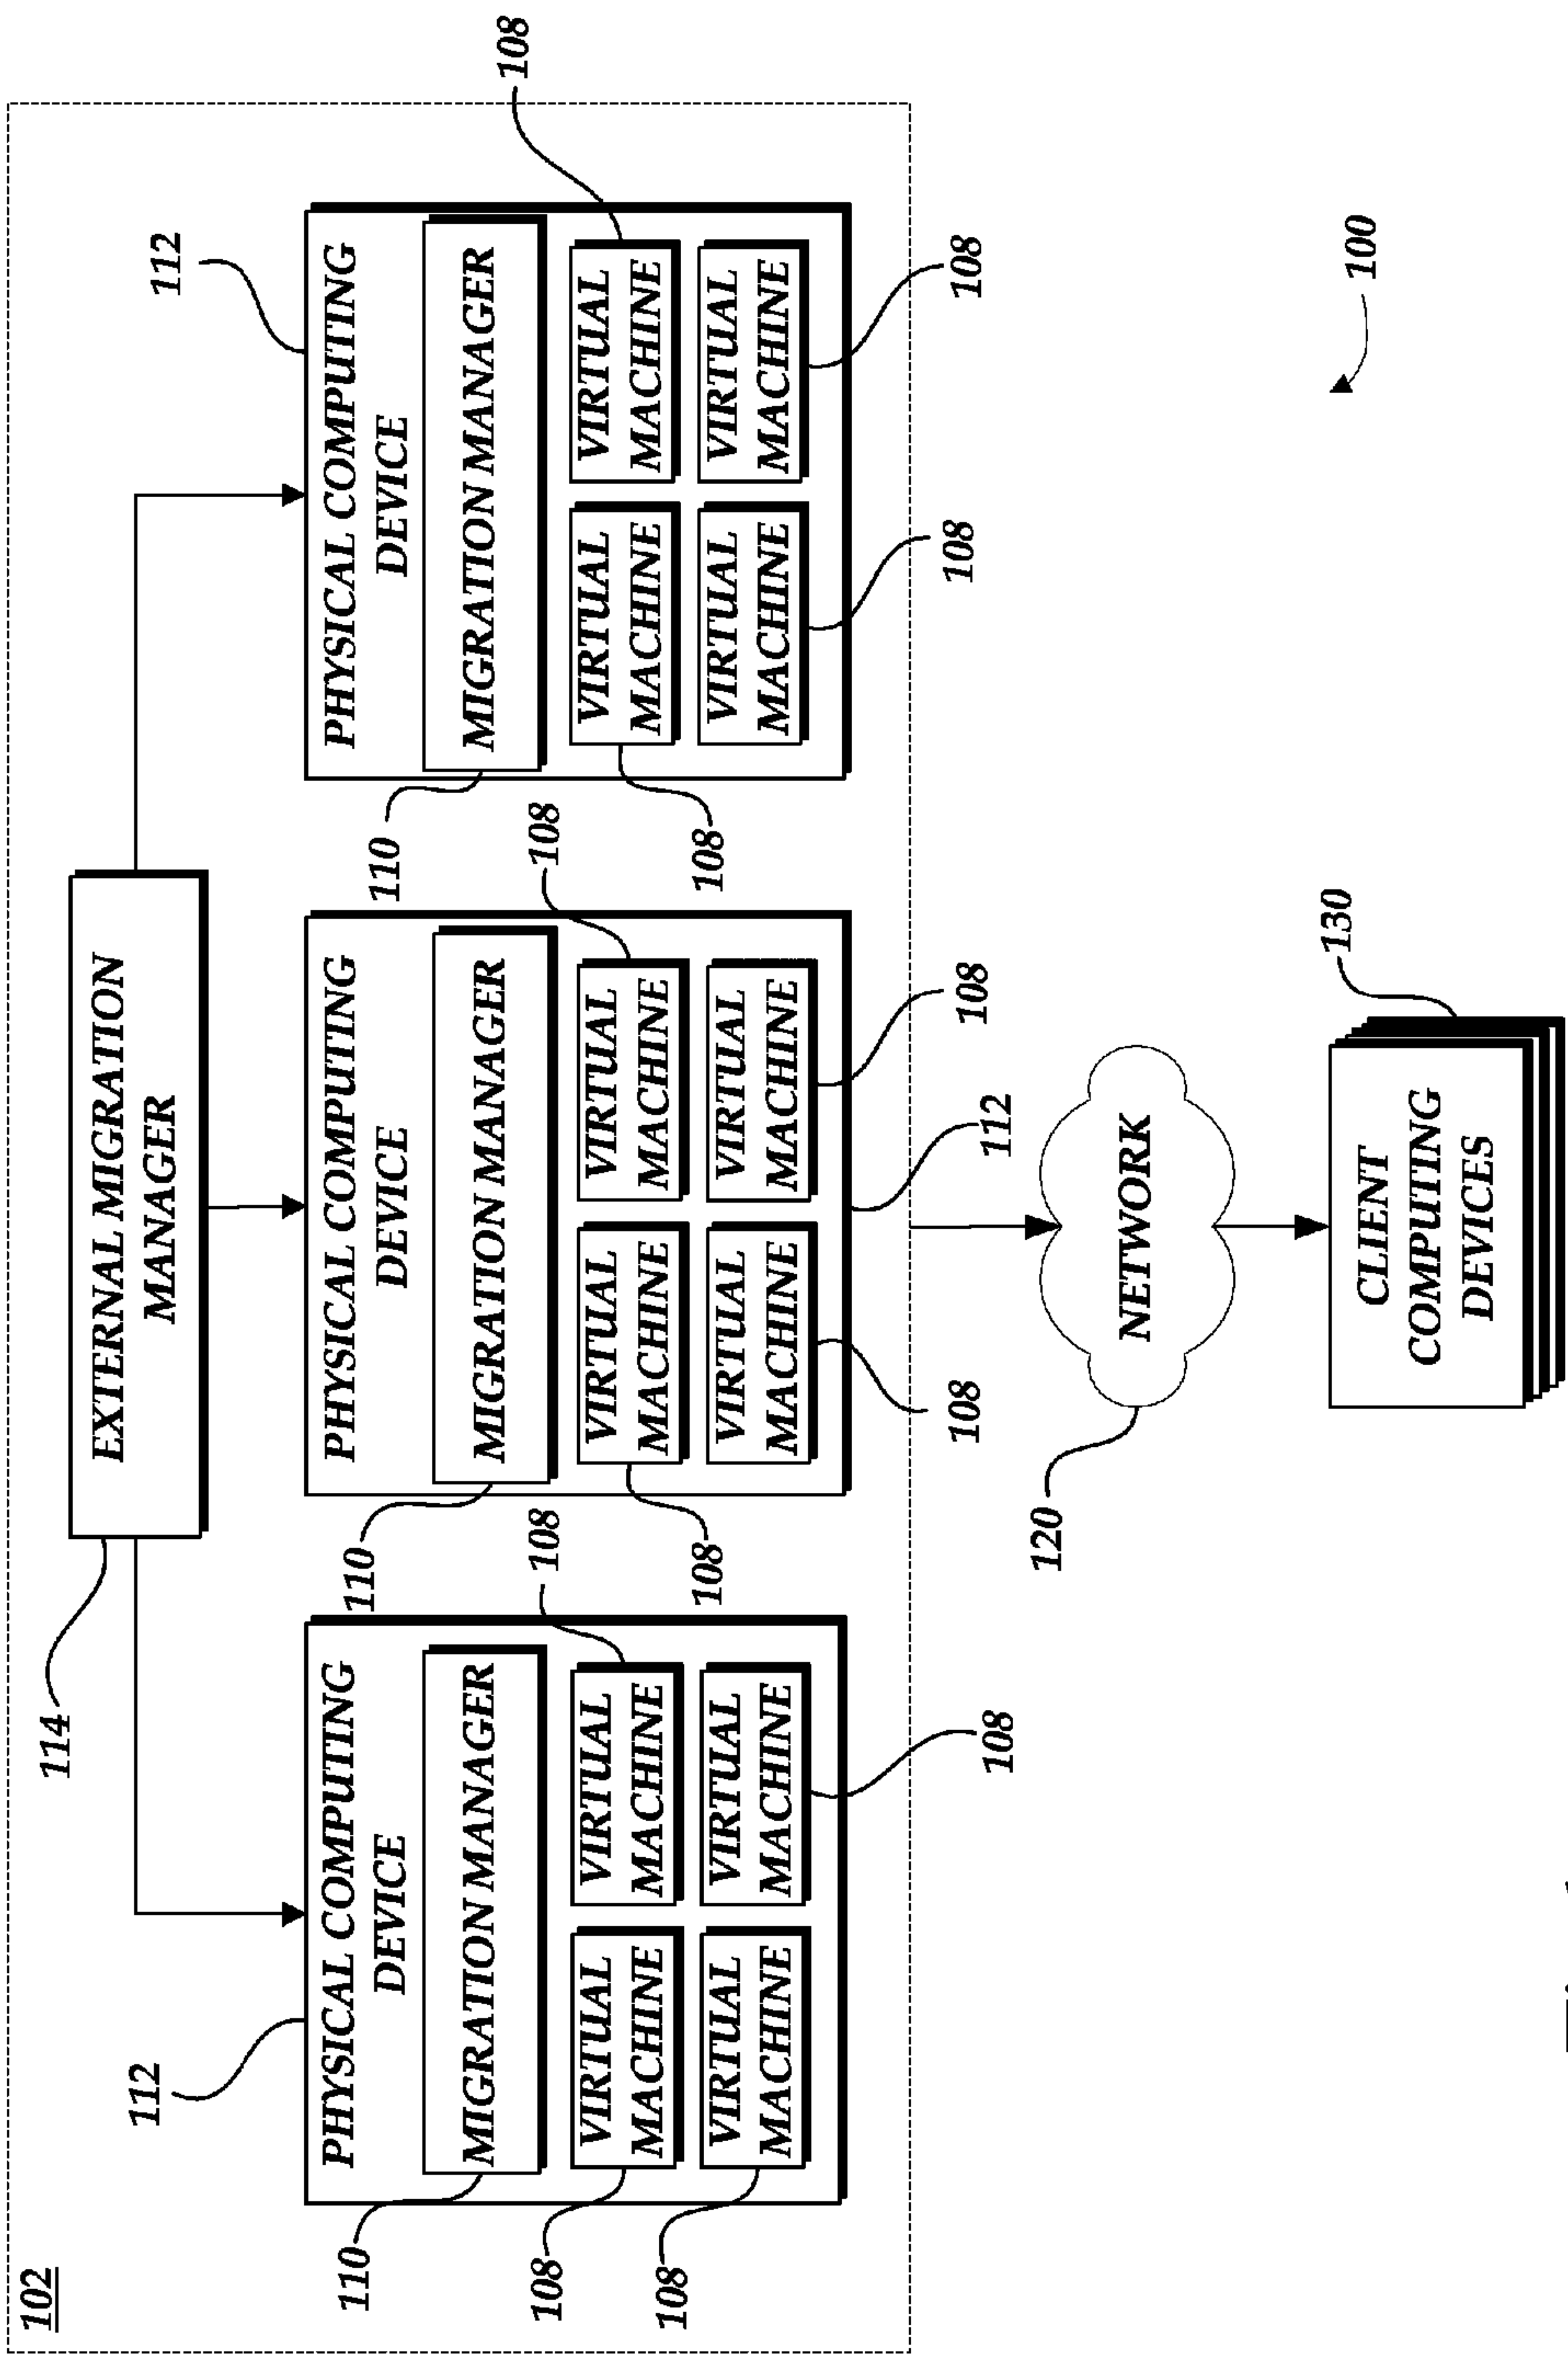 102
114
EXTERNAL MIGRATION
MANAGER
112
PHYSICAL COMPUTING
DEVICE
110
MIGRATION MANAGER
VIRTUAL
MACHINE
VIRTUAL
MACHINE
VIRTUAL
MACHINE
VIRTUAL
MACHINE
108
108
108
108
PHYSICAL COMPUTING
DEVICE
110
MIGRATION MANAGER
VIRTUAL
MACHINE
VIRTUAL
MACHINE
VIRTUAL
MACHINE
VIRTUAL
MACHINE
108
108
108
108
112
112
PHYSICAL COMPUTING
DEVICE
110
MIGRATION MANAGER
VIRTUAL
MACHINE
VIRTUAL
MACHINE
VIRTUAL
MACHINE
VIRTUAL
MACHINE
108
108
108
108
120
NETWORK
130
CLIENT
COMPUTING
DEVICES
100